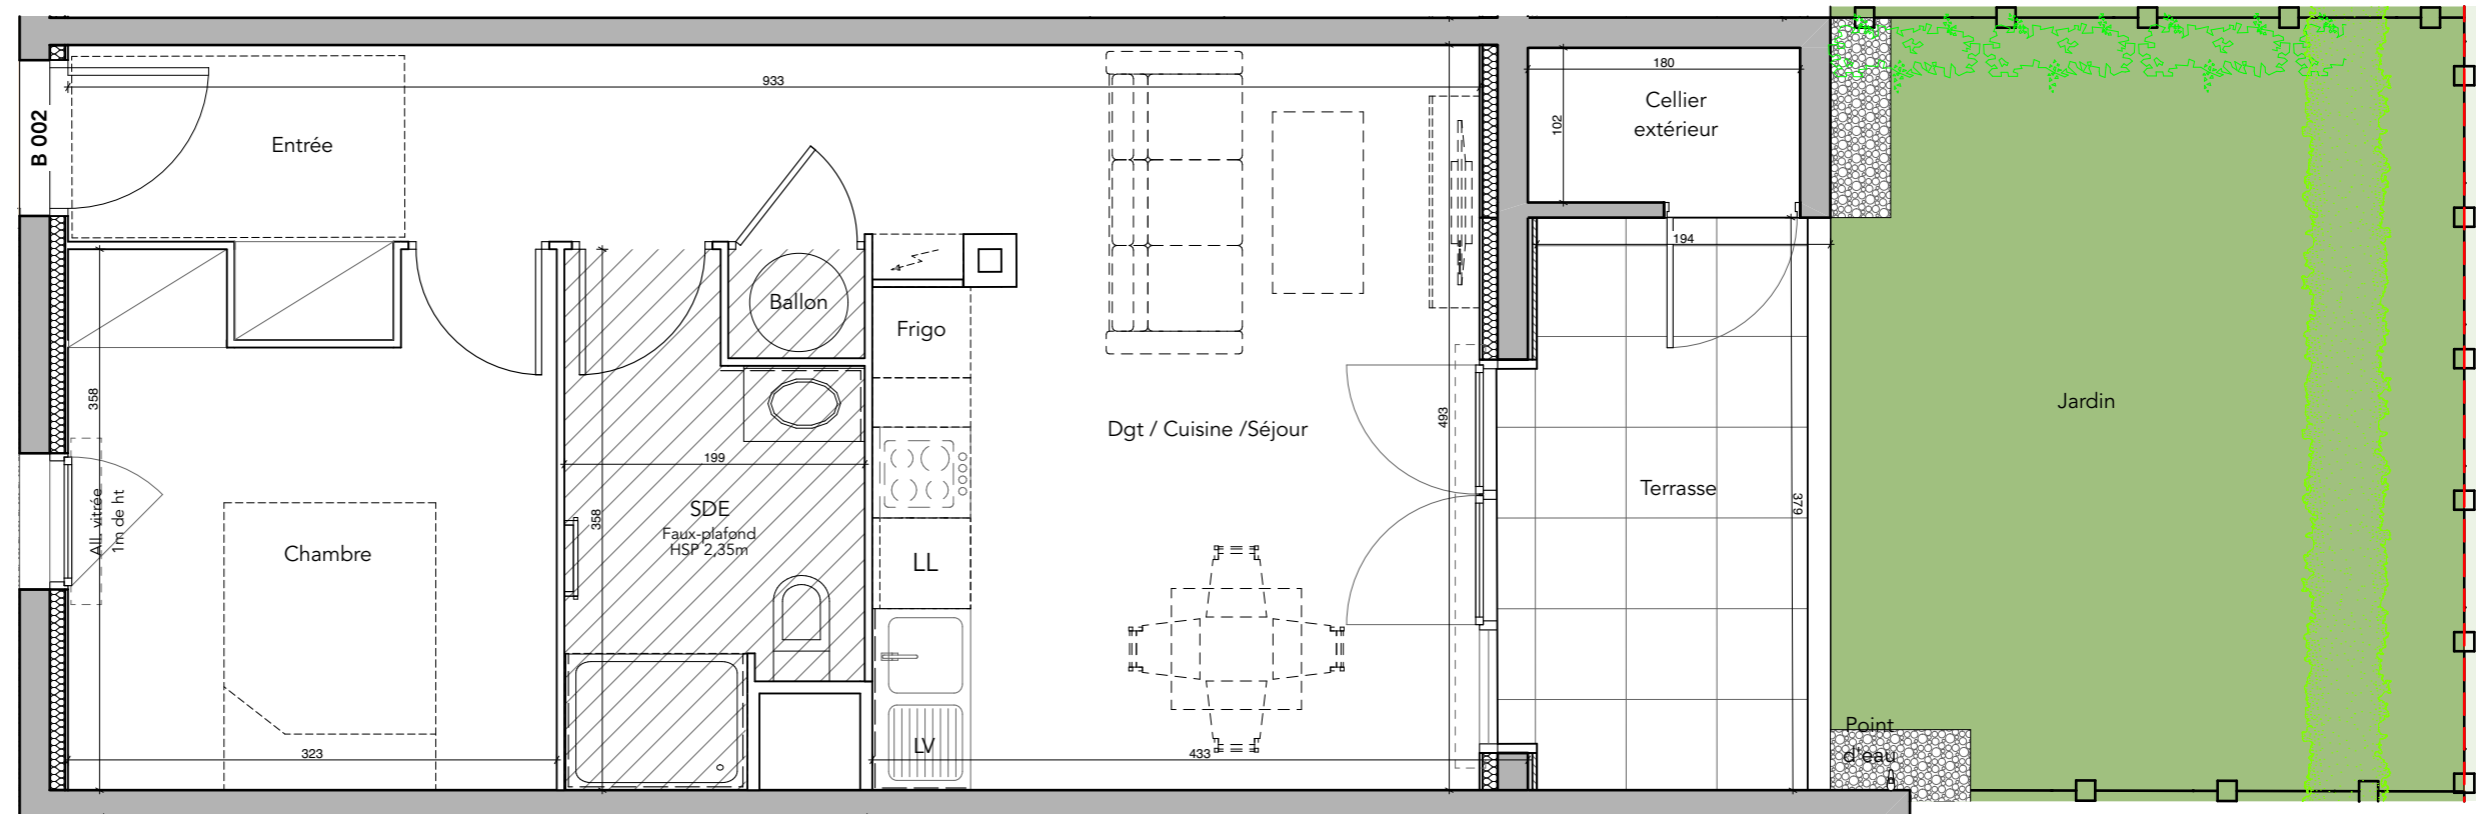 B 002
Entrée
933
180
Cellier
extérieur
102
194
Ballon
Frigo
358
Dgt / Cuisine /Séjour
493
Jardin
199
SDE
Faux-plafond
HSP 2,35m
358
All. vitrée
1m de ht
Chambre
LL
Terrasse
379
LV
323
433
Point
d'eau